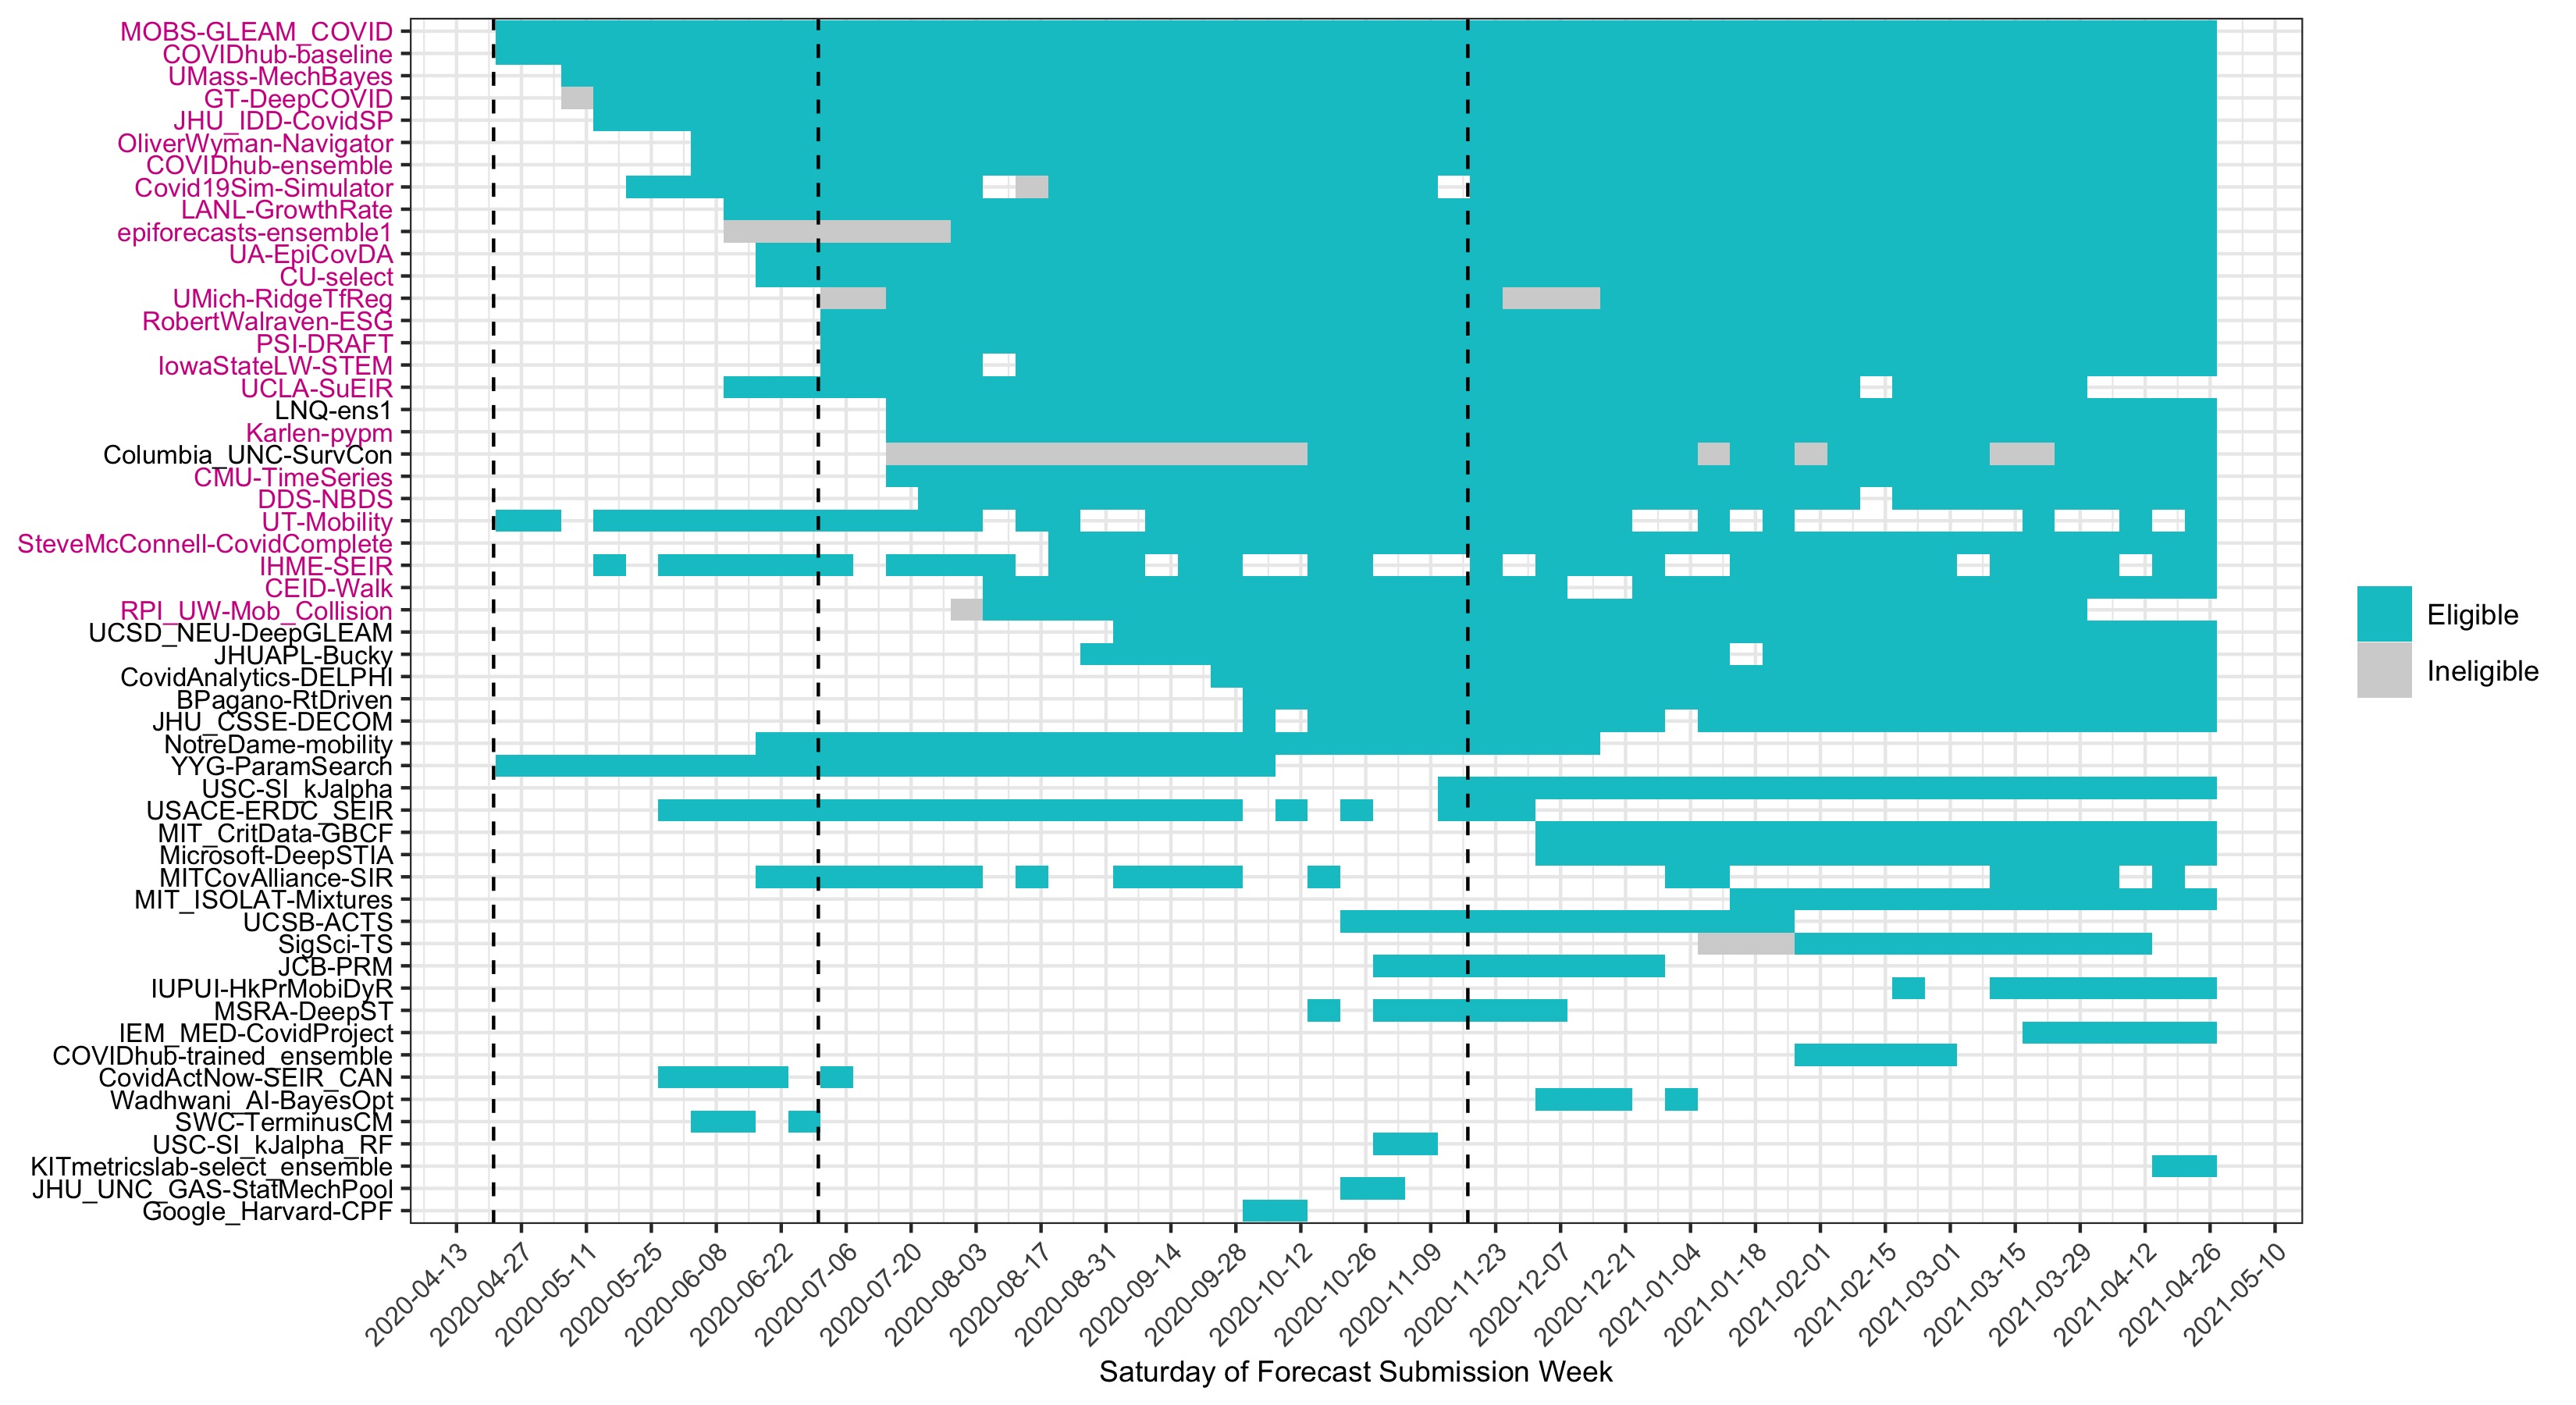 MOBS-GLEAM_COVID
COVIDhub-baseline
UMass-MechBayes
GT-DeepCOVID
JHU_IDD-CovidSP
OliverWyman-Navigator
COVIDhub-ensemble
Covid19Sim-Simulator
LANL-GrowthRate
epiforecasts-ensemble1
UA-EpiCovDA
CU-select
UMich-RidgeTfReg
RobertWalraven-ESG
PSI-DRAFT
IowaStateLW-STEM
UCLA-SuEIR
LNQ-ens1
Karlen-pypm
Columbia_UNC-SurvCon
CMU-TimeSeries
DDS-NBDS
UT-Mobility
SteveMcConnell-CovidComplete
IHME-SEIR
CEID-Walk
RPI_UW-Mob_Collision
UCSD_NEU-DeepGLEAM
JHUAPL-Bucky
CovidAnalytics-DELPHI
BPagano-RtDriven
JHU_CSSE-DECOM
NotreDame-mobility
YYG-ParamSearch
USC-SI_kJalpha
USACE-ERDC_SEIR
MIT_CritData-GBCF
Microsoft-DeepSTIA
MITCovAlliance-SIR
MIT_ISOLAT-Mixtures
UCSB-ACTS
SigSci-TS
JCB-PRM
IUPUI-HkPrMobiDyR
MSRA-DeepST
IEM_MED-CovidProject
COVIDhub-trained_ensemble
CovidActNow-SEIR_CAN
Wadhwani_AI-BayesOpt
SWC-TerminusCM
USC-SI_kJalpha_RF
KITmetricslab-select_ensemble
JHU_UNC_GAS-StatMechPool
Google_Harvard-CPF
2020-04-13
2020-04-27
2020-05-11
2020-05-25
2020-06-08
2020-06-22
2020-07-06
2020-07-20
2020-08-03
2020-08-17
2020-08-31
2020-09-14
2020-09-28
2020-10-12
2020-10-26
2020-11-09
2020-11-23
2020-12-07
2020-12-21
2021-01-04
2021-01-18
2021-02-01
2021-02-15
2021-03-01
2021-03-15
2021-03-29
2021-04-12
2021-04-26
2021-05-10
Saturday of Forecast Submission Week
Eligible
Ineligible